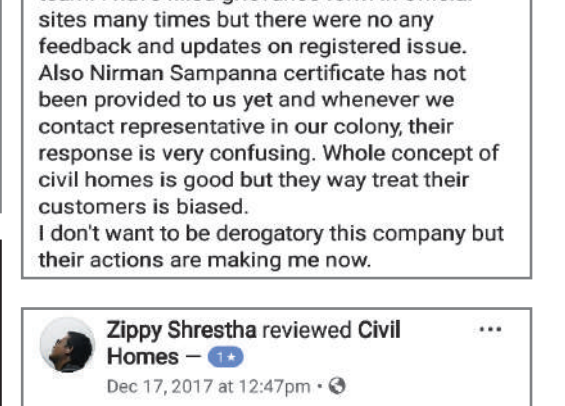 sites many times but there were no any
feedback and updates on registered issue.
Also Nirman Sampanna certificate has not
been provided to us yet and whenever we
contact representative in our colony, their
response is very confusing. Whole concept of
civil homes is good but they way treat their
customers is biased.
I don't want to be derogatory this company but
their actions are making me now.
Zippy Shrestha reviewed Civil
Homes — 1★
Dec 17, 2017 at 12:47pm •